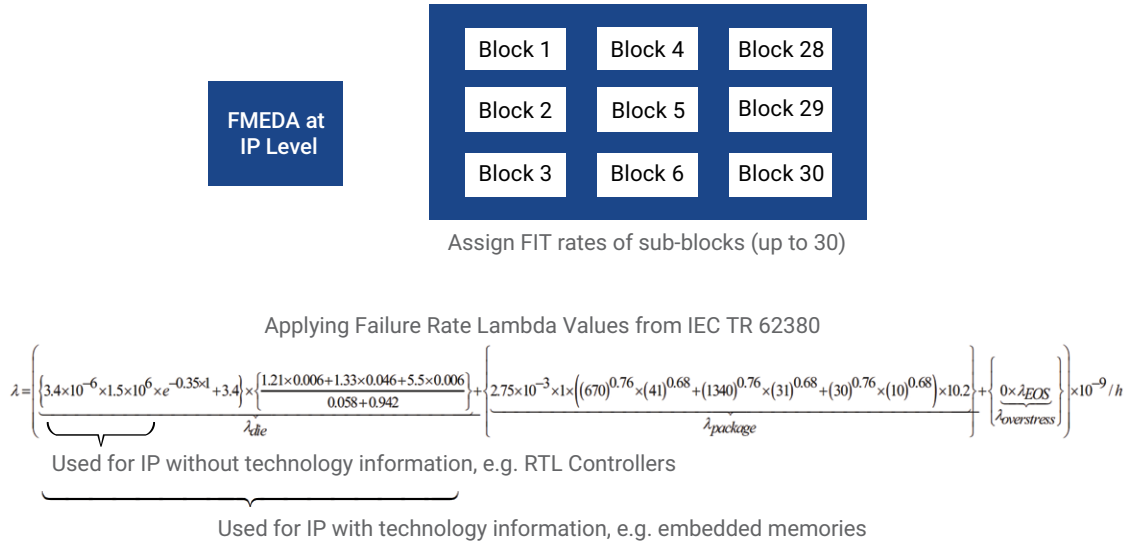 FMEDA at
IP Level
Block 1 Block 4 Block 28
Block 2 Block 5 Block 29
Block 3 Block 6 Block 30
Assign FIT rates of sub-blocks (up to 30)
Applying Failure Rate Lambda Values from IEC TR 62380
λ = ( {3.4×10^−6 ×1.5×10^6 ×e^−0.35×1 +3.4} × { (1.21×0.006+1.33×0.046+5.5×0.006) / (0.058+0.942) } + { 2.75×10^−3 ×1×((670)^0.76 ×(41)^0.68 +(1340)^0.76 ×(31)^0.68 +(30)^0.76 ×(10)^0.68)×10.2 } + { 0×λEOS } ) ×10^−9 / h
λdie λpackage λoverstress
Used for IP without technology information, e.g. RTL Controllers
Used for IP with technology information, e.g. embedded memories